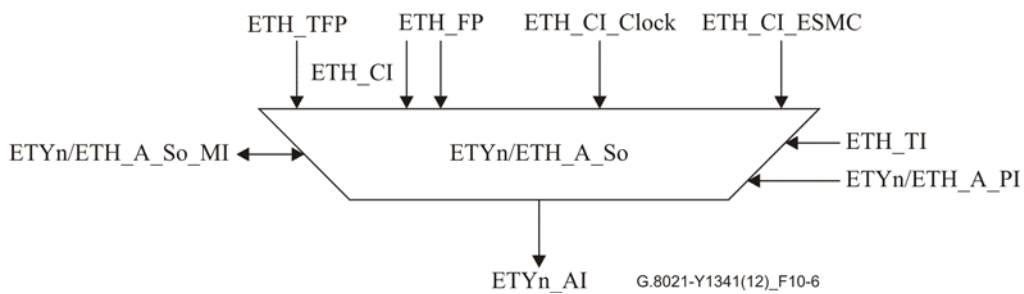 ETH_TFP
ETH_FP
ETH_CI_Clock
ETH_CI_ESMC
ETH_CI
ETYn/ETH_A_So_MI
ETYn/ETH_A_So
ETH_TI
ETYn/ETH_A_PI
ETYn_AI
G.8021-Y1341(12)_F10-6